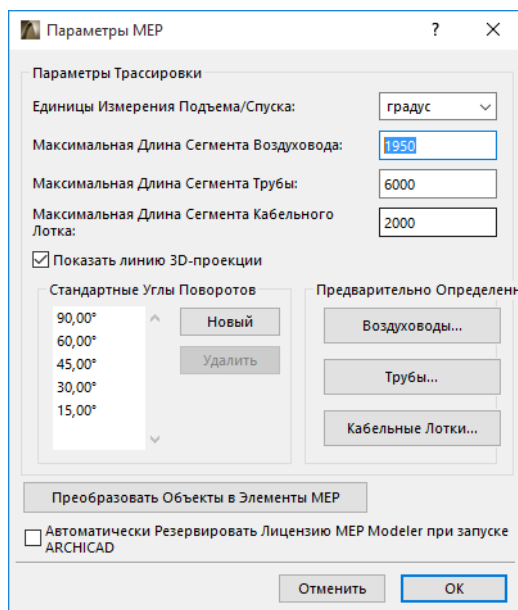 Параметры MEP
?
Параметры Трассировки
Единицы Измерения Подъема/Спуска:
градус
Максимальная Длина Сегмента Воздуховода:
1950
Максимальная Длина Сегмента Трубы:
6000
Максимальная Длина Сегмента Кабельного
Лотка:
2000
Показать линию 3D-проекции
Стандартные Углы Поворотов
90,00°
60,00°
45,00°
30,00°
15,00°
Новый
Удалить
Предварительно Определенн
Воздуховоды...
Трубы...
Кабельные Лотки...
Преобразовать Объекты в Элементы MEP
Автоматически Резервировать Лицензию MEP Modeler при запуске
ARCHICAD
Отменить
OK